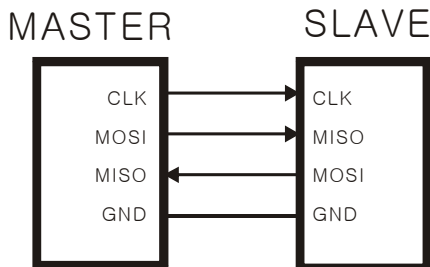 MASTER SLAVE
CLK CLK
MOSI MISO
MISO MOSI
GND GND